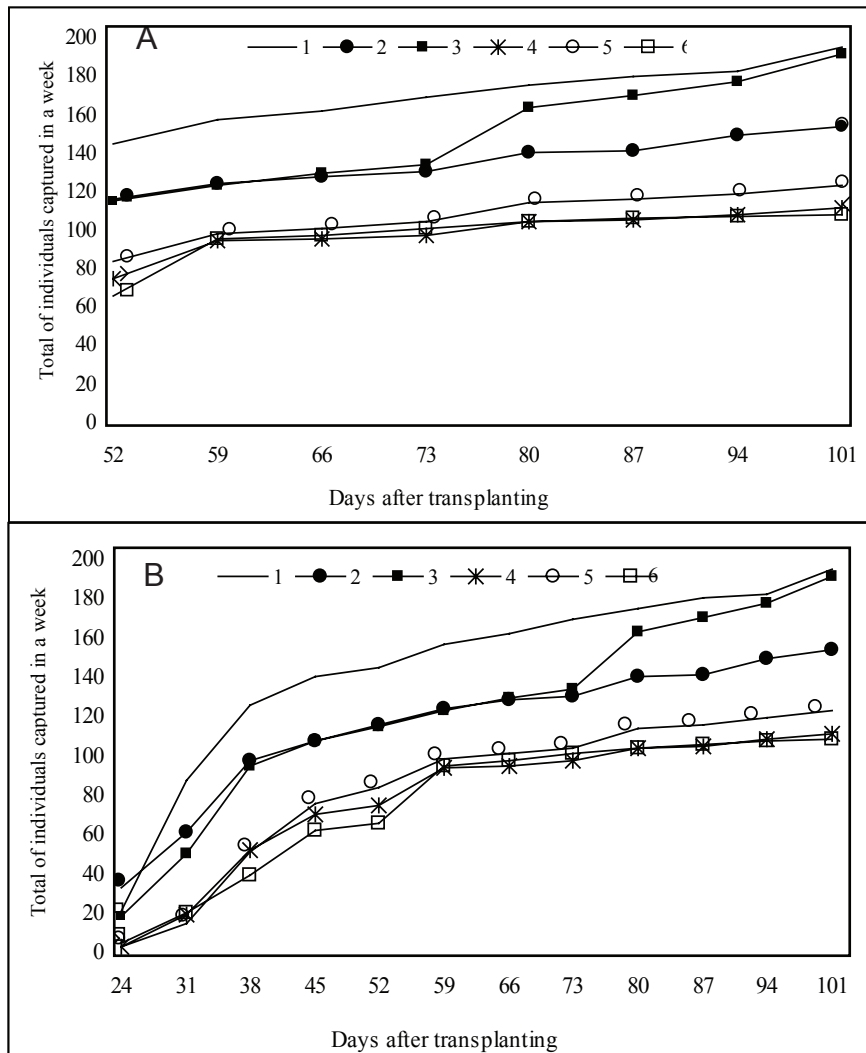 A
1 2 3 4 5 6
Total of individuals captured in a week
200
180
160
140
120
100
80
60
40
20
0
52 59 66 73 80 87 94 101
Days after transplanting
B
1 2 3 4 5 6
Total of individuals captured in a week
200
180
160
140
120
100
80
60
40
20
0
24 31 38 45 52 59 66 73 80 87 94 101
Days after transplanting